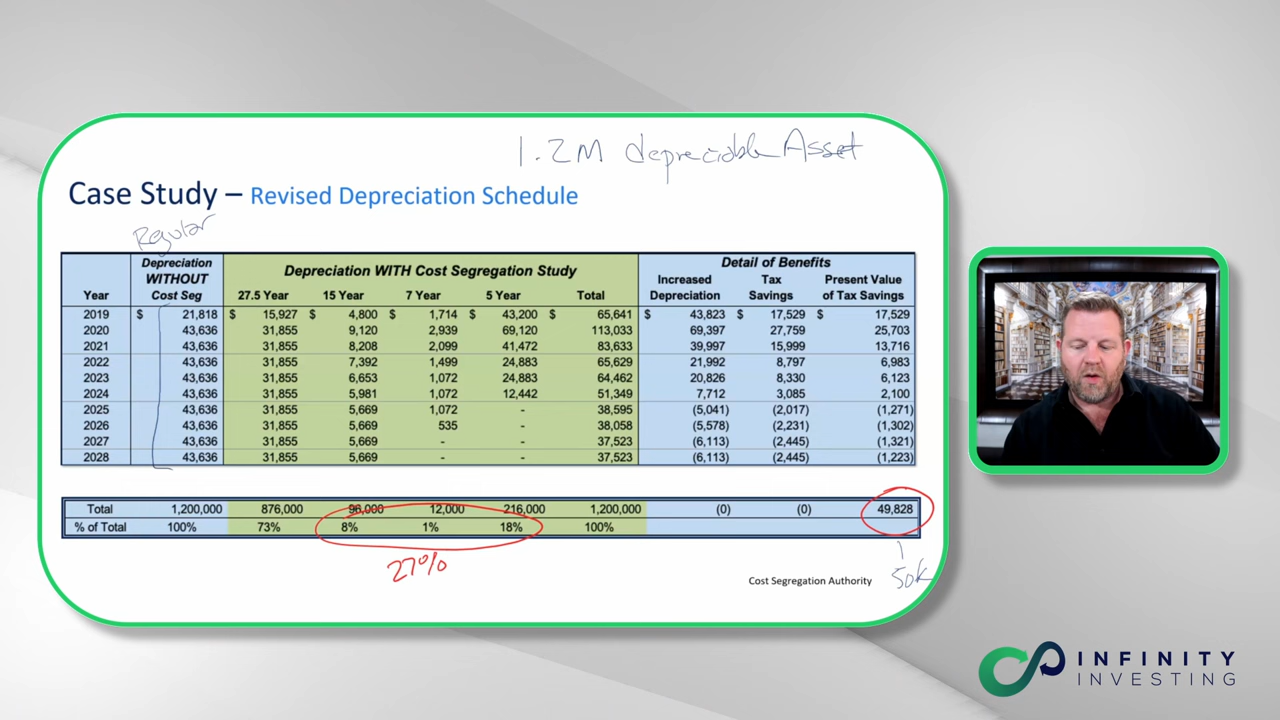 1.2M depreciable Asset
Case Study – Revised Depreciation Schedule
Regular
Depreciation WITHOUT Cost Seg
Depreciation WITH Cost Segregation Study
Detail of Benefits
Year 27.5 Year 15 Year 7 Year 5 Year Total Increased Depreciation Tax Savings Present Value of Tax Savings
2019 $ 21,818 $ 15,927 $ 4,800 $ 1,714 $ 43,200 $ 65,641 $ 43,823 $ 17,529 $ 17,529
2020 43,636 31,855 9,120 2,939 69,120 113,033 69,397 27,759 25,703
2021 43,636 31,855 8,208 2,099 41,472 83,633 39,997 15,999 13,716
2022 43,636 31,855 7,392 1,499 24,883 65,629 21,992 8,797 6,983
2023 43,636 31,855 6,653 1,072 24,883 64,462 20,826 8,330 6,123
2024 43,636 31,855 5,981 1,072 12,442 51,349 7,712 3,085 2,100
2025 43,636 31,855 5,669 1,072 - 38,595 (5,041) (2,017) (1,271)
2026 43,636 31,855 5,669 535 - 38,058 (5,578) (2,231) (1,302)
2027 43,636 31,855 5,669 - - 37,523 (6,113) (2,445) (1,321)
2028 43,636 31,855 5,669 - - 37,523 (6,113) (2,445) (1,223)
Total 1,200,000 876,000 96,000 12,000 216,000 1,200,000 (0) (0) 49,828
% of Total 100% 73% 8% 1% 18% 100%
27%
50K
Cost Segregation Authority
INFINITY
INVESTING